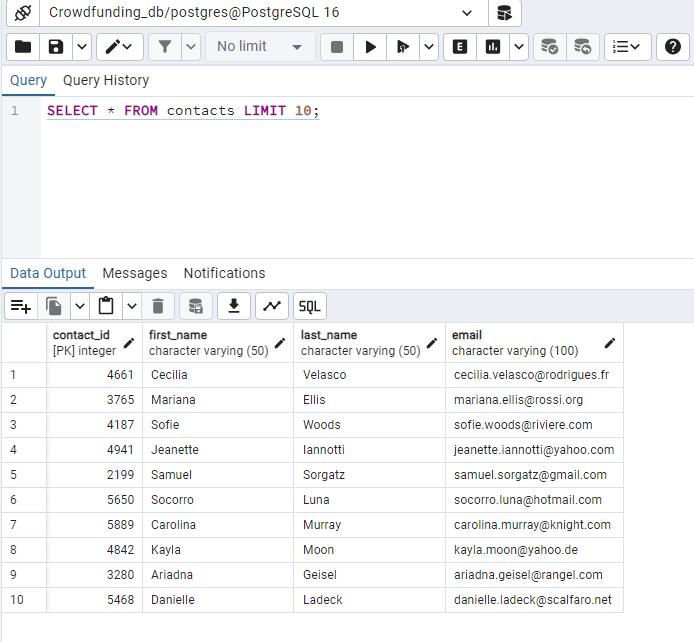 Crowdfunding_db/postgres@PostgreSQL 16
No limit
E
?
Query Query History
1 SELECT * FROM contacts LIMIT 10;
Data Output Messages Notifications
SQL
contact_id first_name last_name email
[PK] integer character varying (50) character varying (50) character varying (100)
1 4661 Cecilia Velasco cecilia.velasco@rodrigues.fr
2 3765 Mariana Ellis mariana.ellis@rossi.org
3 4187 Sofie Woods sofie.woods@riviere.com
4 4941 Jeanette Iannotti jeanette.iannotti@yahoo.com
5 2199 Samuel Sorgatz samuel.sorgatz@gmail.com
6 5650 Socorro Luna socorro.luna@hotmail.com
7 5889 Carolina Murray carolina.murray@knight.com
8 4842 Kayla Moon kayla.moon@yahoo.de
9 3280 Ariadna Geisel ariadna.geisel@rangel.com
10 5468 Danielle Ladeck danielle.ladeck@scalfaro.net